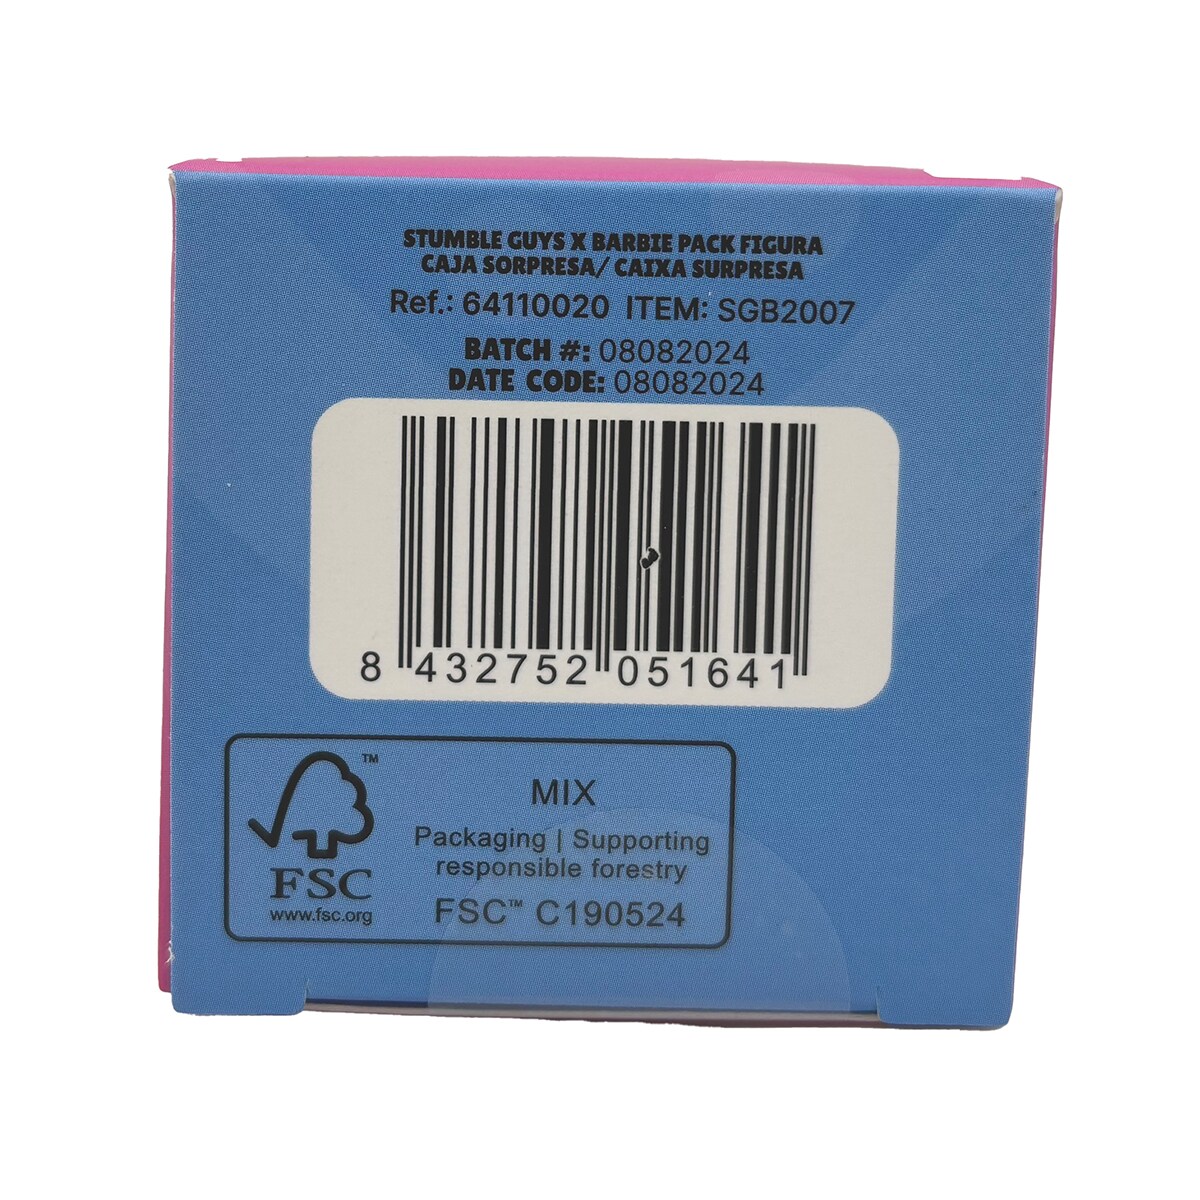 STUMBLE GUYS X BARBIE PACK FIGURA
CAJA SORPRESA/ CAIXA SURPRESA
Ref.: 64110020 ITEM: SGB2007
BATCH #: 08082024
DATE CODE: 08082024
8 432752 051641
TM
FSC
www.fsc.org
MIX
Packaging | Supporting
responsible forestry
FSC™ C190524